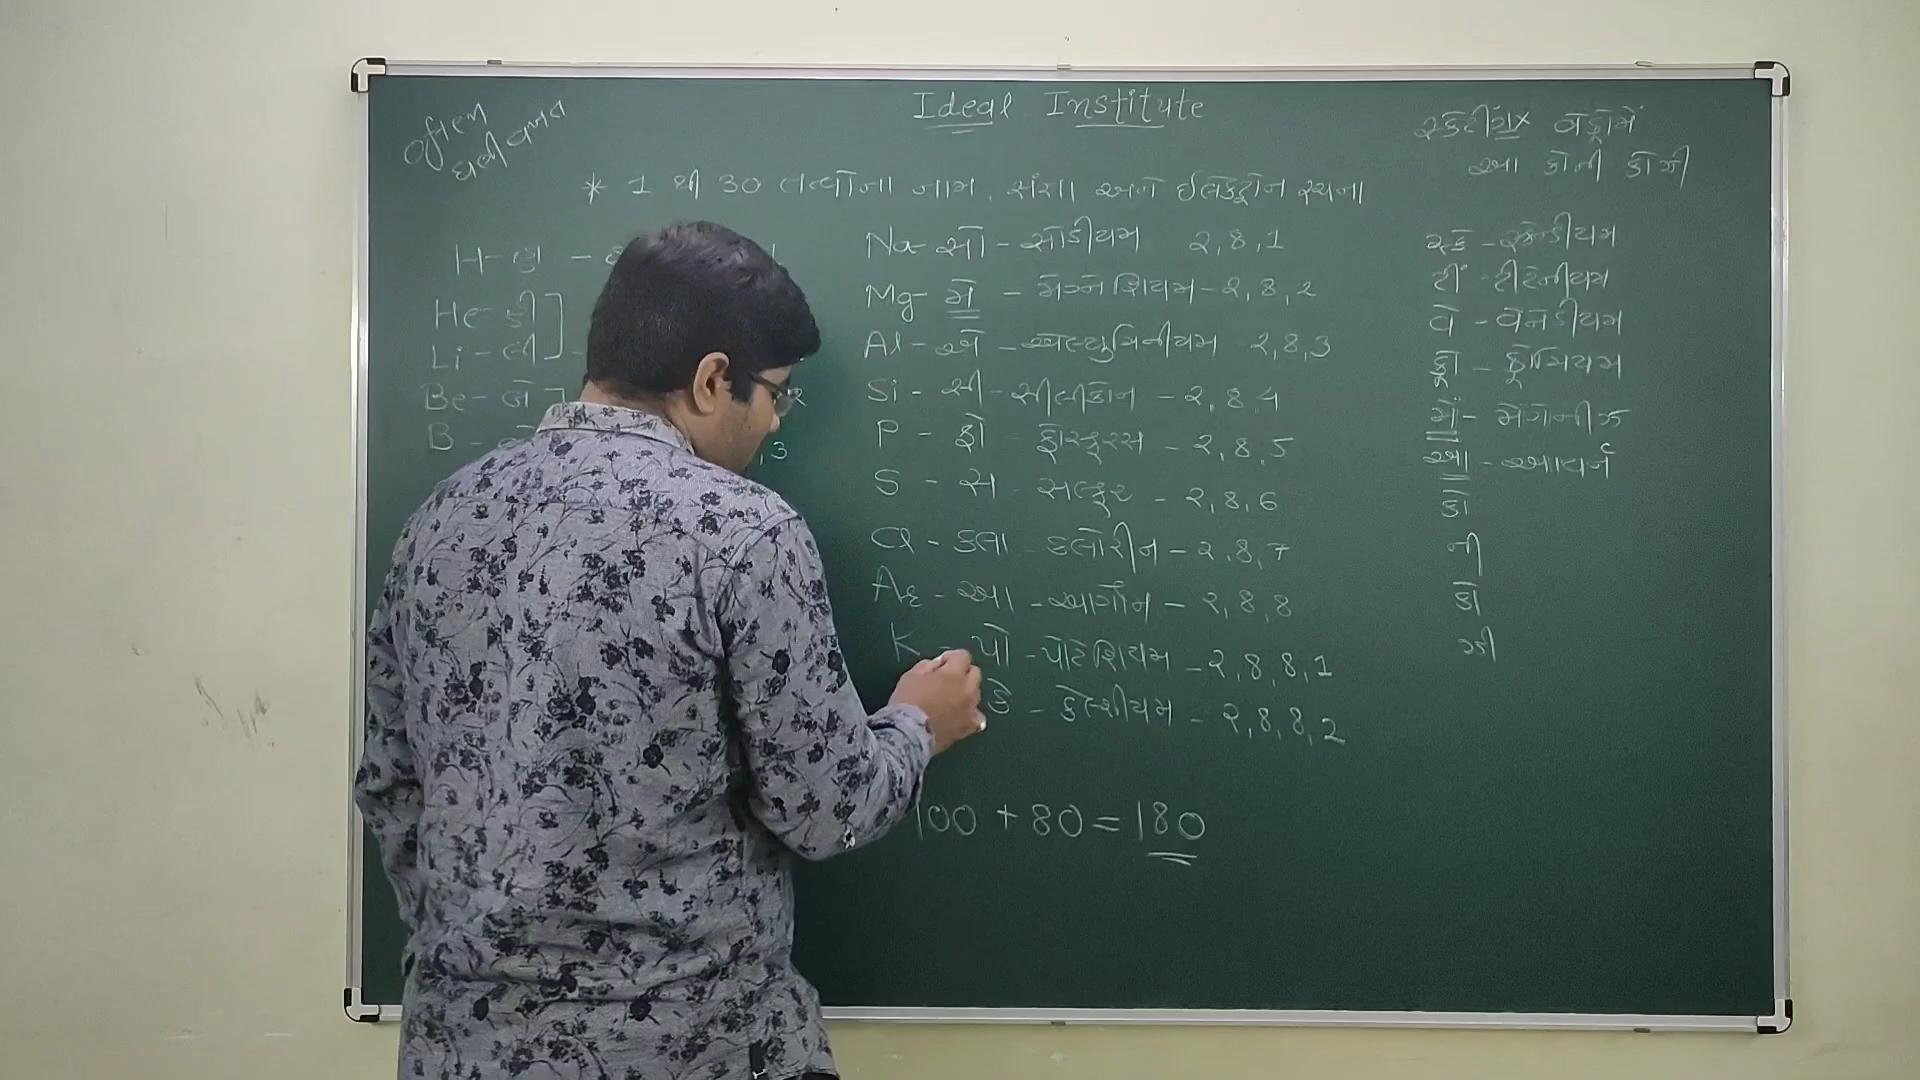 Ideal Institute
* 1 થી 30 તત્વોના નામ, સંજ્ઞા અને ઈલેક્ટ્રોન રચના
H - હા -
He - હી
Li - લી
Be - બે
B -
,3
Na - સો - સોડીયમ 2,8,1
Mg - મે - મેગ્નેશિયમ - 2,8,2
Al - એ - એલ્યુમિનીયમ 2,8,3
Si - સી - સીલીકોન - 2,8,4
P - ફો - ફોસ્ફરસ - 2,8,5
S - સ - સલ્ફર - 2,8,6
Cl - કલા - કલોરીન - 2,8,7
Ar - આ - આર્ગોન - 2,8,8
K - પો - પોટેશિયમ - 2,8,8,1
કે - કેલ્શીયમ - 2,8,8,2
100 + 80 = 180
આ કોની કોઝી
સ્કે - સ્કેન્ડીયમ
ટી - ટીટેનીયમ
વે - વેનેડીયમ
ક્રો - ક્રોમિયમ
મેં - મેંગેનીઝ
આ - આયર્ન
કો
ની
કો
ઝી